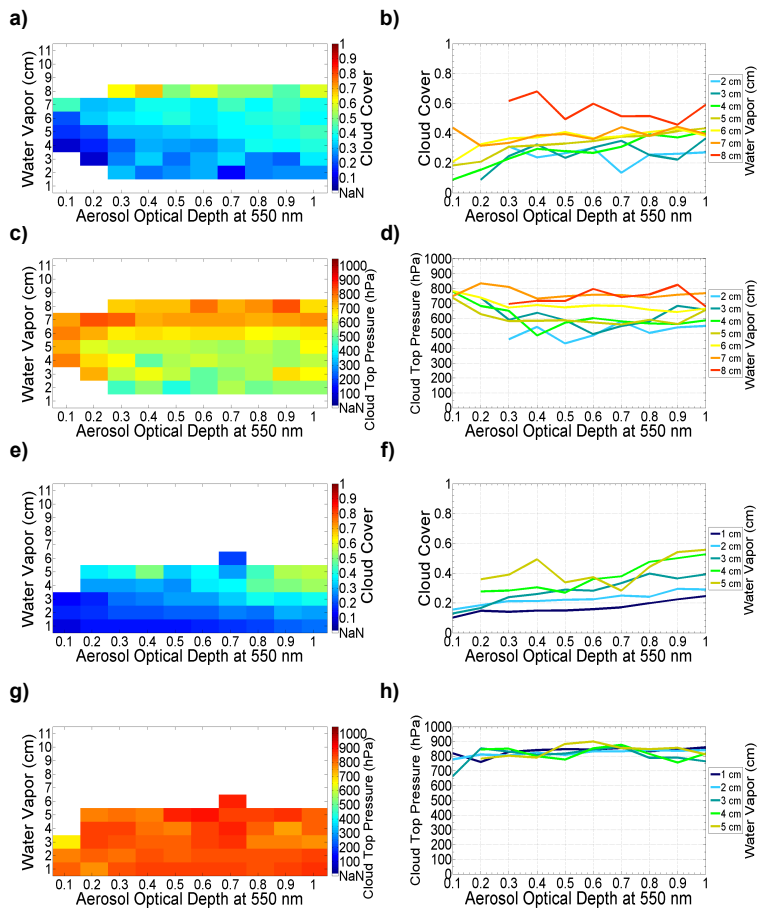 a)
11
10
9
8
7
6
5
4
3
2
1
Water Vapor (cm)
0.1 0.2 0.3 0.4 0.5 0.6 0.7 0.8 0.9 1
Aerosol Optical Depth at 550 nm
1
0.9
0.8
0.7
0.6
0.5
0.4
0.3
0.2
0.1
NaN
Cloud Cover
b)
1
0.8
0.6
0.4
0.2
0
Cloud Cover
0.1 0.2 0.3 0.4 0.5 0.6 0.7 0.8 0.9 1
Aerosol Optical Depth at 550 nm
2 cm
3 cm
4 cm
5 cm
6 cm
7 cm
8 cm
Water Vapor (cm)
c)
11
10
9
8
7
6
5
4
3
2
1
Water Vapor (cm)
0.1 0.2 0.3 0.4 0.5 0.6 0.7 0.8 0.9 1
Aerosol Optical Depth at 550 nm
1000
9000
8000
7000
6000
5000
4000
3000
2000
100
NaN
Cloud Top Pressure (hPa)
d)
1000
900
800
700
600
500
400
300
200
100
0
Cloud Top Pressure (hPa)
0.1 0.2 0.3 0.4 0.5 0.6 0.7 0.8 0.9 1
Aerosol Optical Depth at 550 nm
2 cm
3 cm
4 cm
5 cm
6 cm
7 cm
8 cm
Water Vapor (cm)
e)
11
10
9
8
7
6
5
4
3
2
1
Water Vapor (cm)
0.1 0.2 0.3 0.4 0.5 0.6 0.7 0.8 0.9 1
Aerosol Optical Depth at 550 nm
1
0.9
0.8
0.7
0.6
0.5
0.4
0.3
0.2
0.1
NaN
Cloud Cover
f)
1
0.8
0.6
0.4
0.2
0
Cloud Cover
0.1 0.2 0.3 0.4 0.5 0.6 0.7 0.8 0.9 1
Aerosol Optical Depth at 550 nm
1 cm
2 cm
3 cm
4 cm
5 cm
Water Vapor (cm)
g)
11
10
9
8
7
6
5
4
3
2
1
Water Vapor (cm)
0.1 0.2 0.3 0.4 0.5 0.6 0.7 0.8 0.9 1
Aerosol Optical Depth at 550 nm
1000
9000
8000
7000
6000
5000
4000
3000
2000
100
NaN
Cloud Top Pressure (hPa)
h)
1000
900
800
700
600
500
400
300
200
100
0
Cloud Top Pressure (hPa)
0.1 0.2 0.3 0.4 0.5 0.6 0.7 0.8 0.9 1
Aerosol Optical Depth at 550 nm
1 cm
2 cm
3 cm
4 cm
5 cm
Water Vapor (cm)